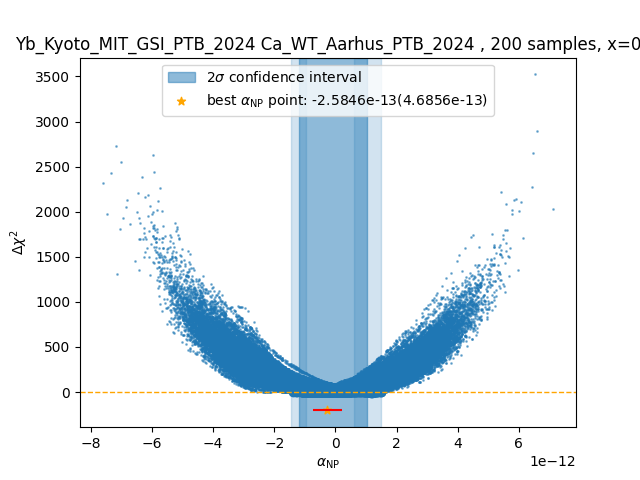 Yb_Kyoto_MIT_GSI_PTB_2024 Ca_WT_Aarhus_PTB_2024 , 200 samples, x=0
2σ confidence interval
best αNP point: -2.5846e-13(4.6856e-13)
Δχ²
3500
3000
2500
2000
1500
1000
500
0
−8 −6 −4 −2 0 2 4 6
1e−12
αNP